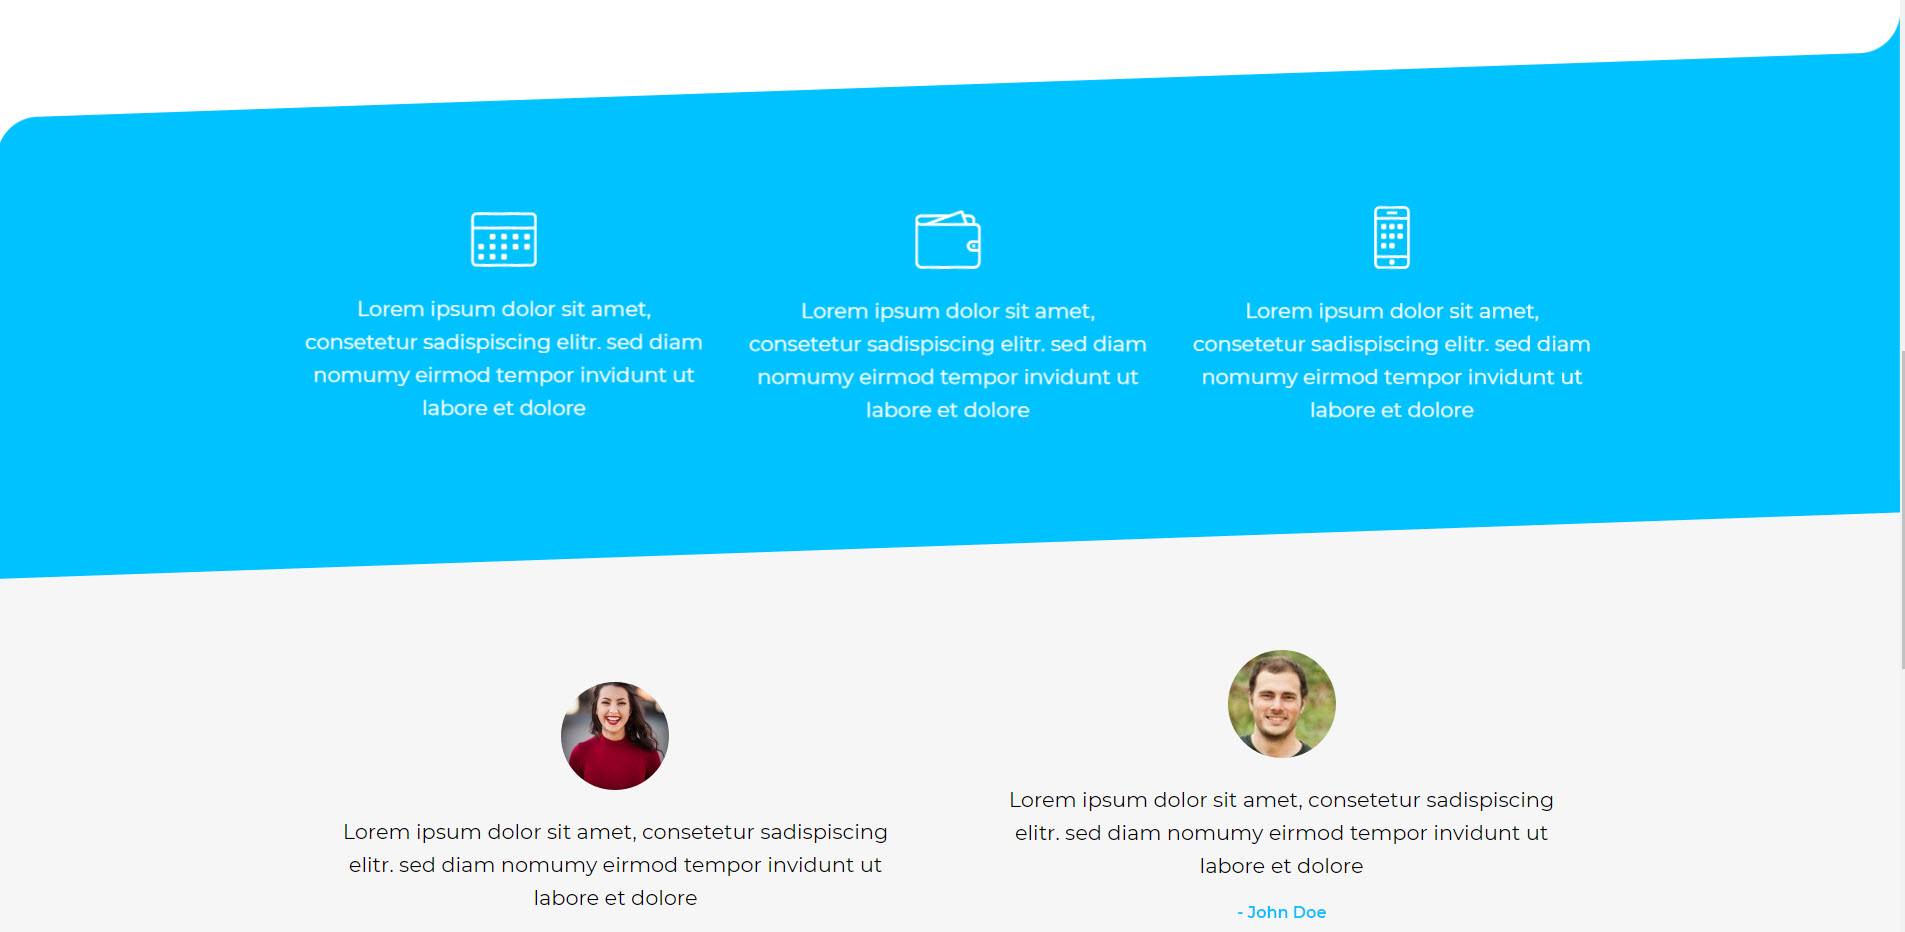 Lorem ipsum dolor sit amet,
consetetur sadispiscing elitr. sed diam
nomumy eirmod tempor invidunt ut
labore et dolore
Lorem ipsum dolor sit amet,
consetetur sadispiscing elitr. sed diam
nomumy eirmod tempor invidunt ut
labore et dolore
Lorem ipsum dolor sit amet,
consetetur sadispiscing elitr. sed diam
nomumy eirmod tempor invidunt ut
labore et dolore
Lorem ipsum dolor sit amet, consetetur sadispiscing
elitr. sed diam nomumy eirmod tempor invidunt ut
labore et dolore
Lorem ipsum dolor sit amet, consetetur sadispiscing
elitr. sed diam nomumy eirmod tempor invidunt ut
labore et dolore
- John Doe